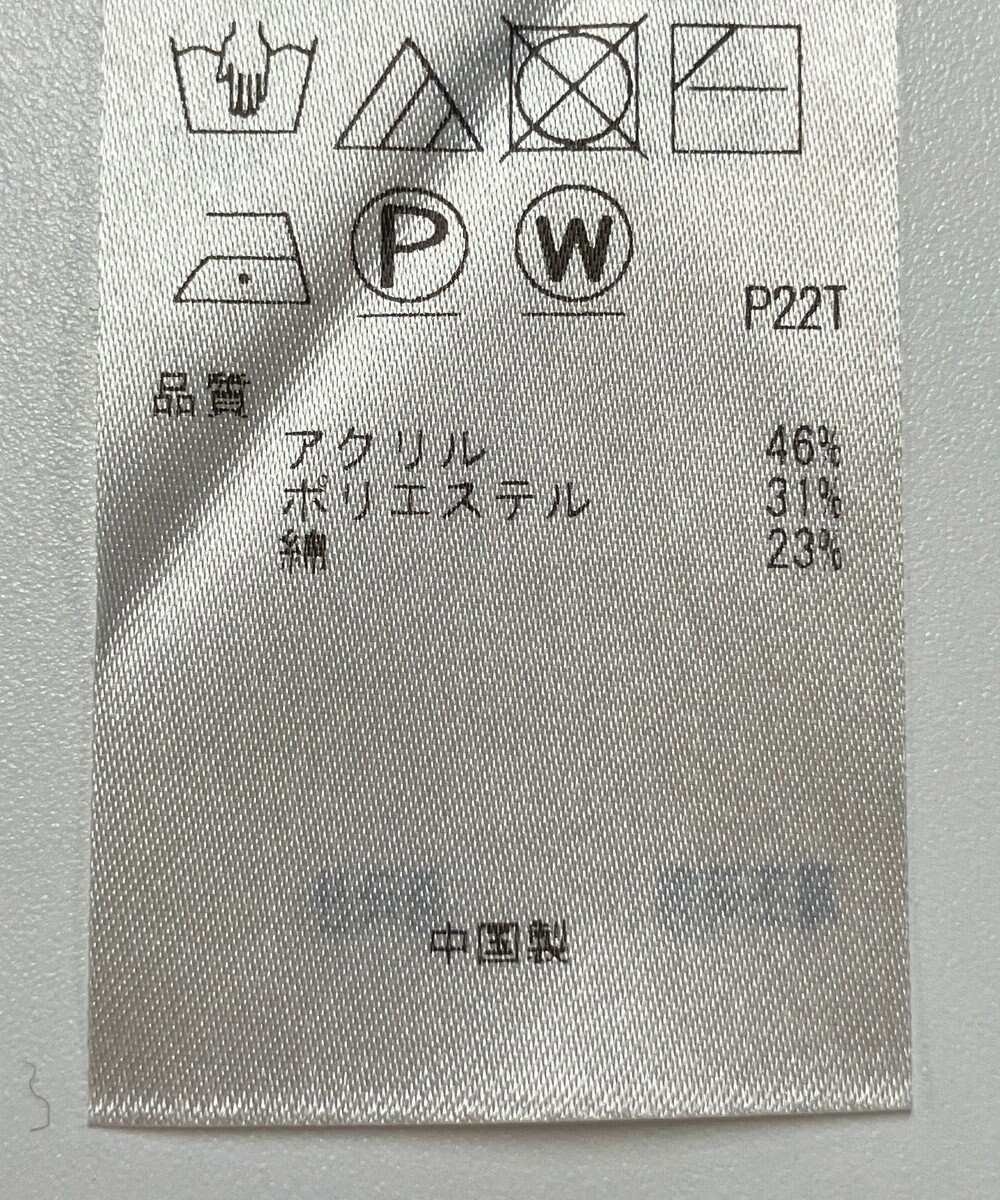 P W
P22T
品質
アクリル 46%
ポリエステル 31%
綿 23%
中国製